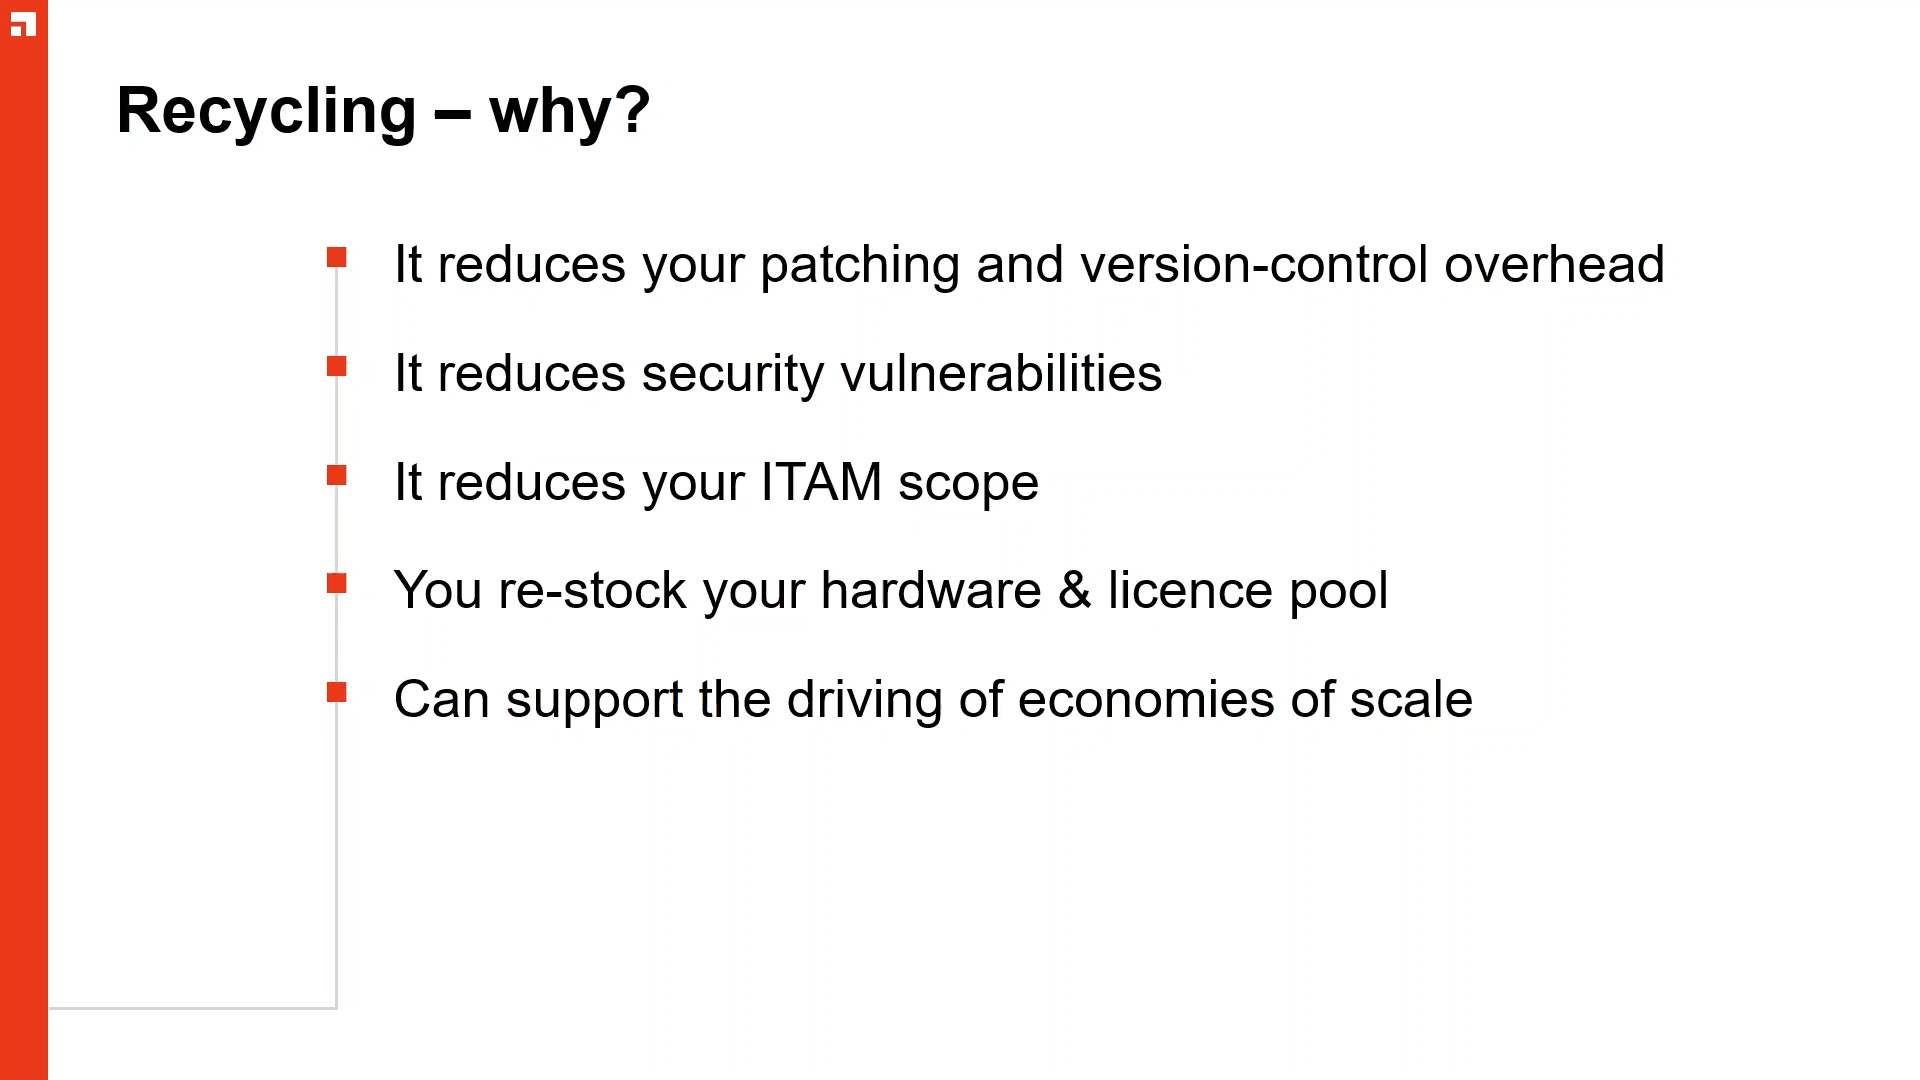 Recycling – why?
It reduces your patching and version-control overhead
It reduces security vulnerabilities
It reduces your ITAM scope
You re-stock your hardware & licence pool
Can support the driving of economies of scale